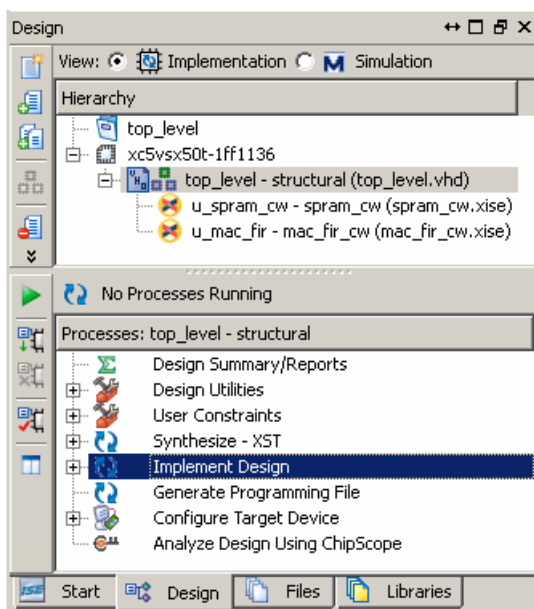 Design
View: Implementation Simulation
Hierarchy
top_level
xc5vsx50t-1ff1136
top_level - structural (top_level.vhd)
u_spram_cw - spram_cw (spram_cw.xise)
u_mac_fir - mac_fir_cw (mac_fir_cw.xise)
No Processes Running
Processes: top_level - structural
Design Summary/Reports
Design Utilities
User Constraints
Synthesize - XST
Implement Design
Generate Programming File
Configure Target Device
Analyze Design Using ChipScope
ISE Start Design Files Libraries